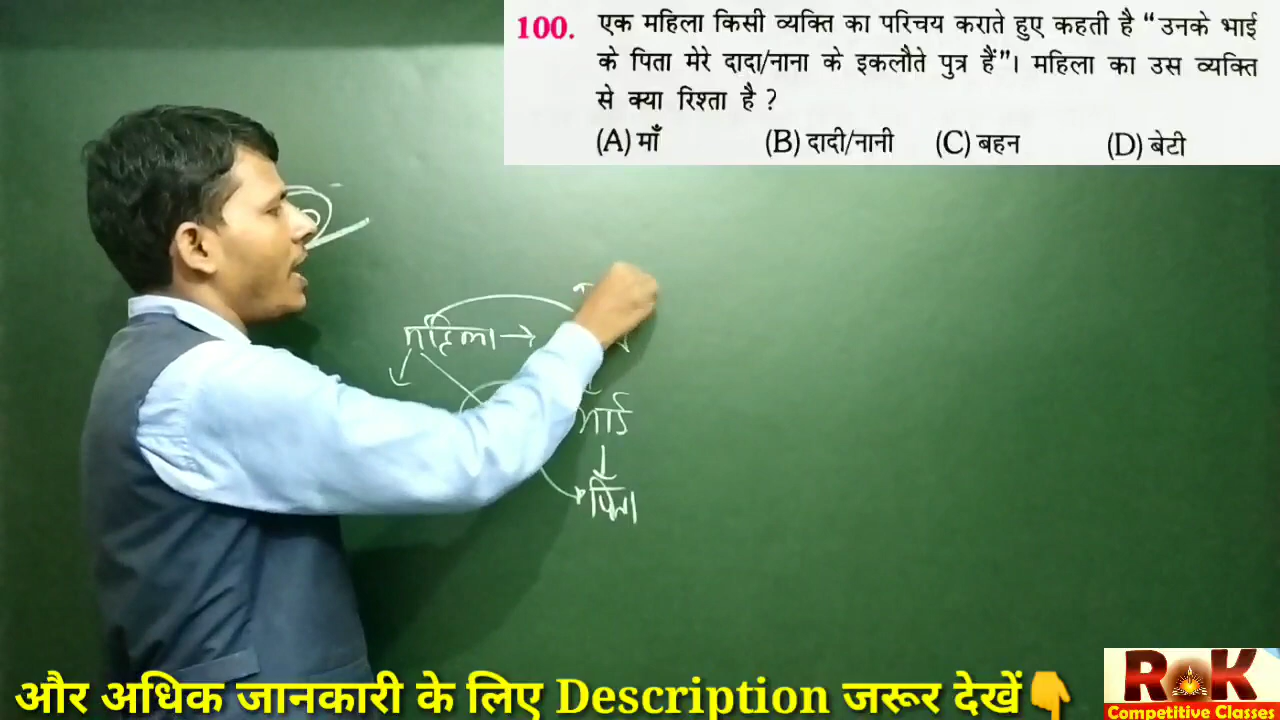 100. एक महिला किसी व्यक्ति का परिचय कराते हुए कहती है “उनके भाई
के पिता मेरे दादा/नाना के इकलौते पुत्र हैं”। महिला का उस व्यक्ति
से क्या रिश्ता है ?
(A) माँ (B) दादी/नानी (C) बहन (D) बेटी
महिला →
भाई
पिता
और अधिक जानकारी के लिए Description जरूर देखें👇
RK
Competitive Classes